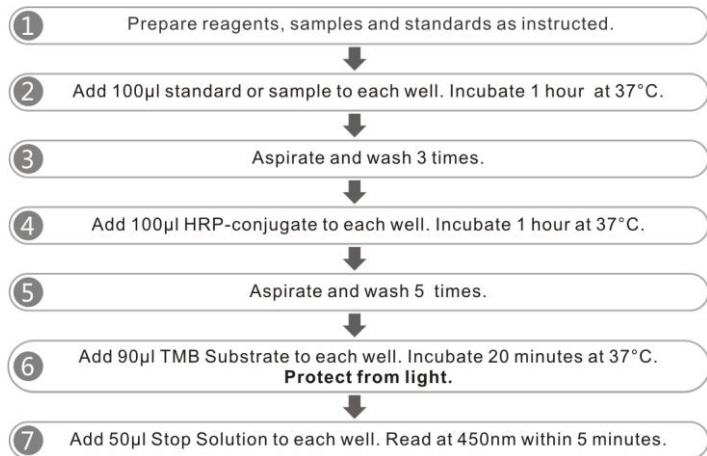 1 Prepare reagents, samples and standards as instructed.
2 Add 100µl standard or sample to each well. Incubate 1 hour at 37°C.
3 Aspirate and wash 3 times.
4 Add 100µl HRP-conjugate to each well. Incubate 1 hour at 37°C.
5 Aspirate and wash 5 times.
6 Add 90µl TMB Substrate to each well. Incubate 20 minutes at 37°C.
Protect from light.
7 Add 50µl Stop Solution to each well. Read at 450nm within 5 minutes.